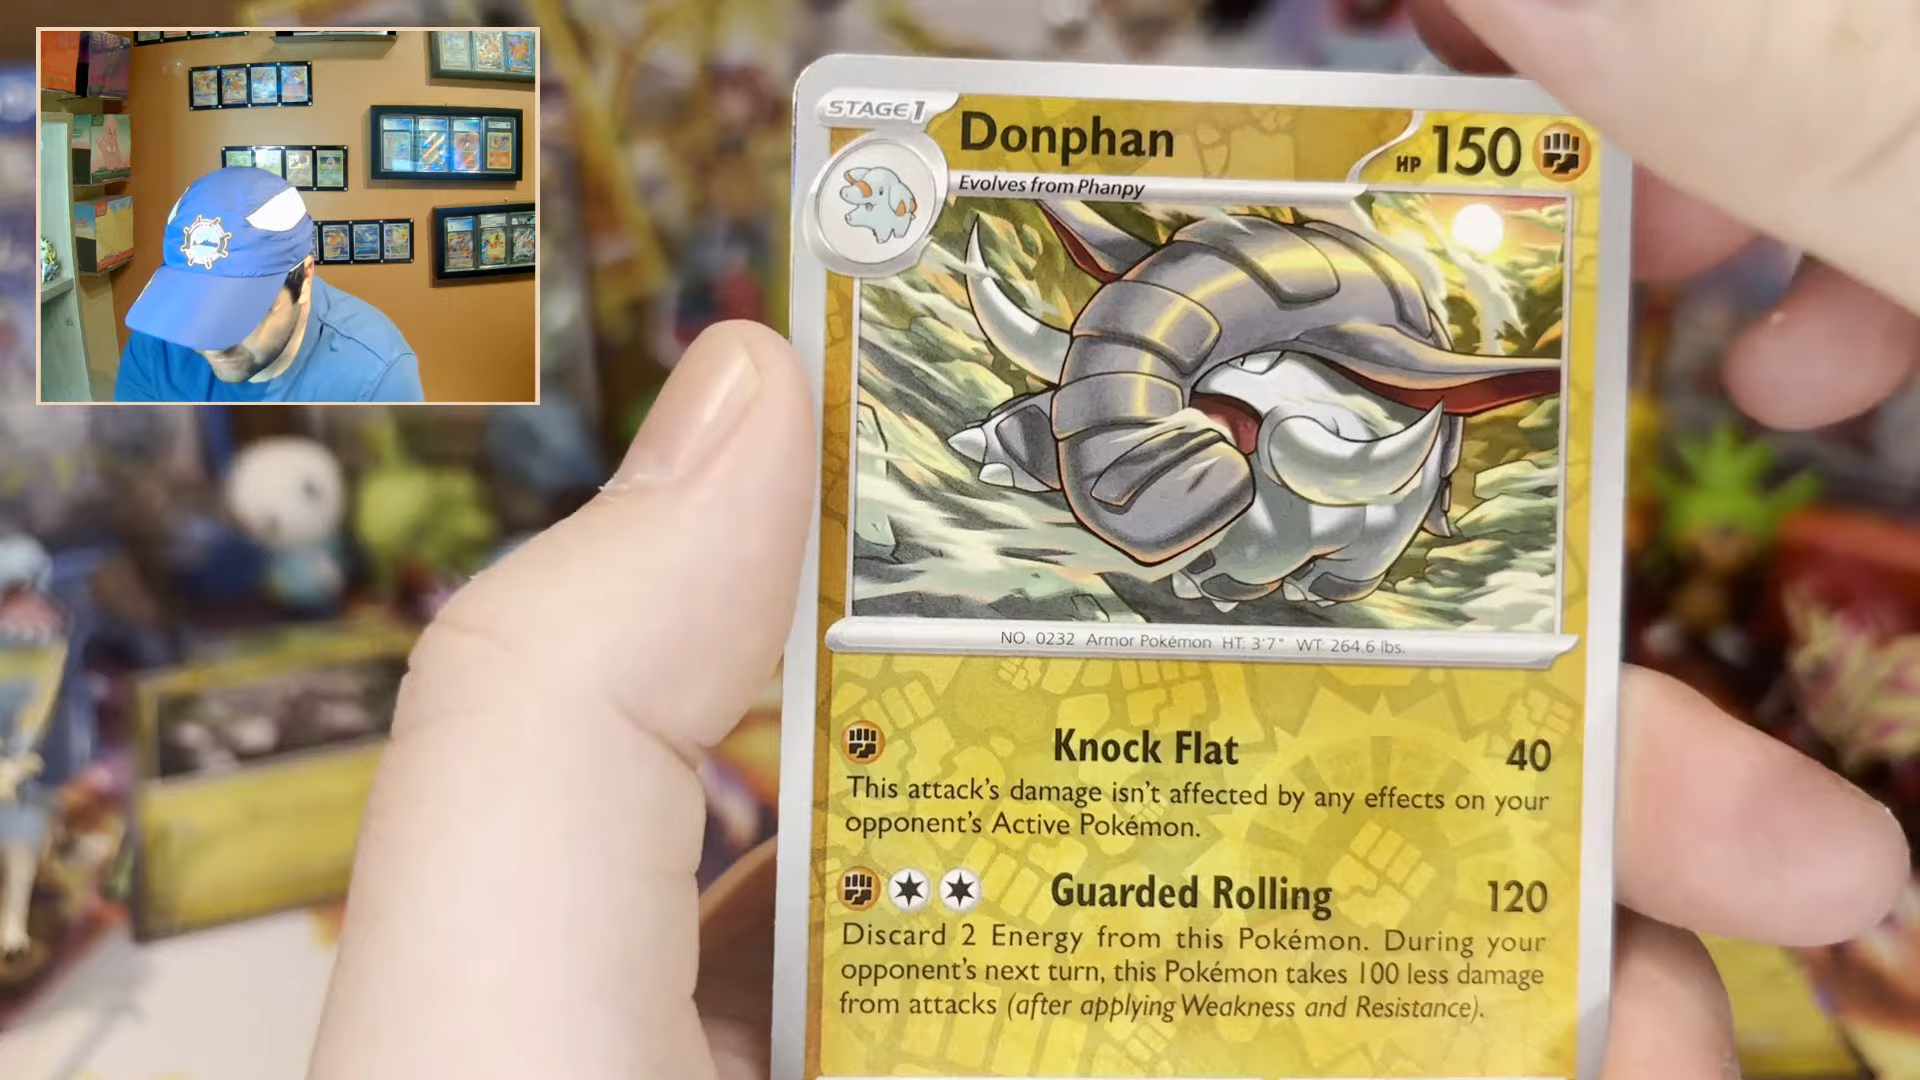 STAGE 1
Donphan
HP 150
Evolves from Phanpy
NO. 0232 Armor Pokémon HT: 3'7" WT: 264.6 lbs.
Knock Flat 40
This attack's damage isn't affected by any effects on your
opponent's Active Pokémon.
Guarded Rolling 120
Discard 2 Energy from this Pokémon. During your
opponent's next turn, this Pokémon takes 100 less damage
from attacks (after applying Weakness and Resistance).